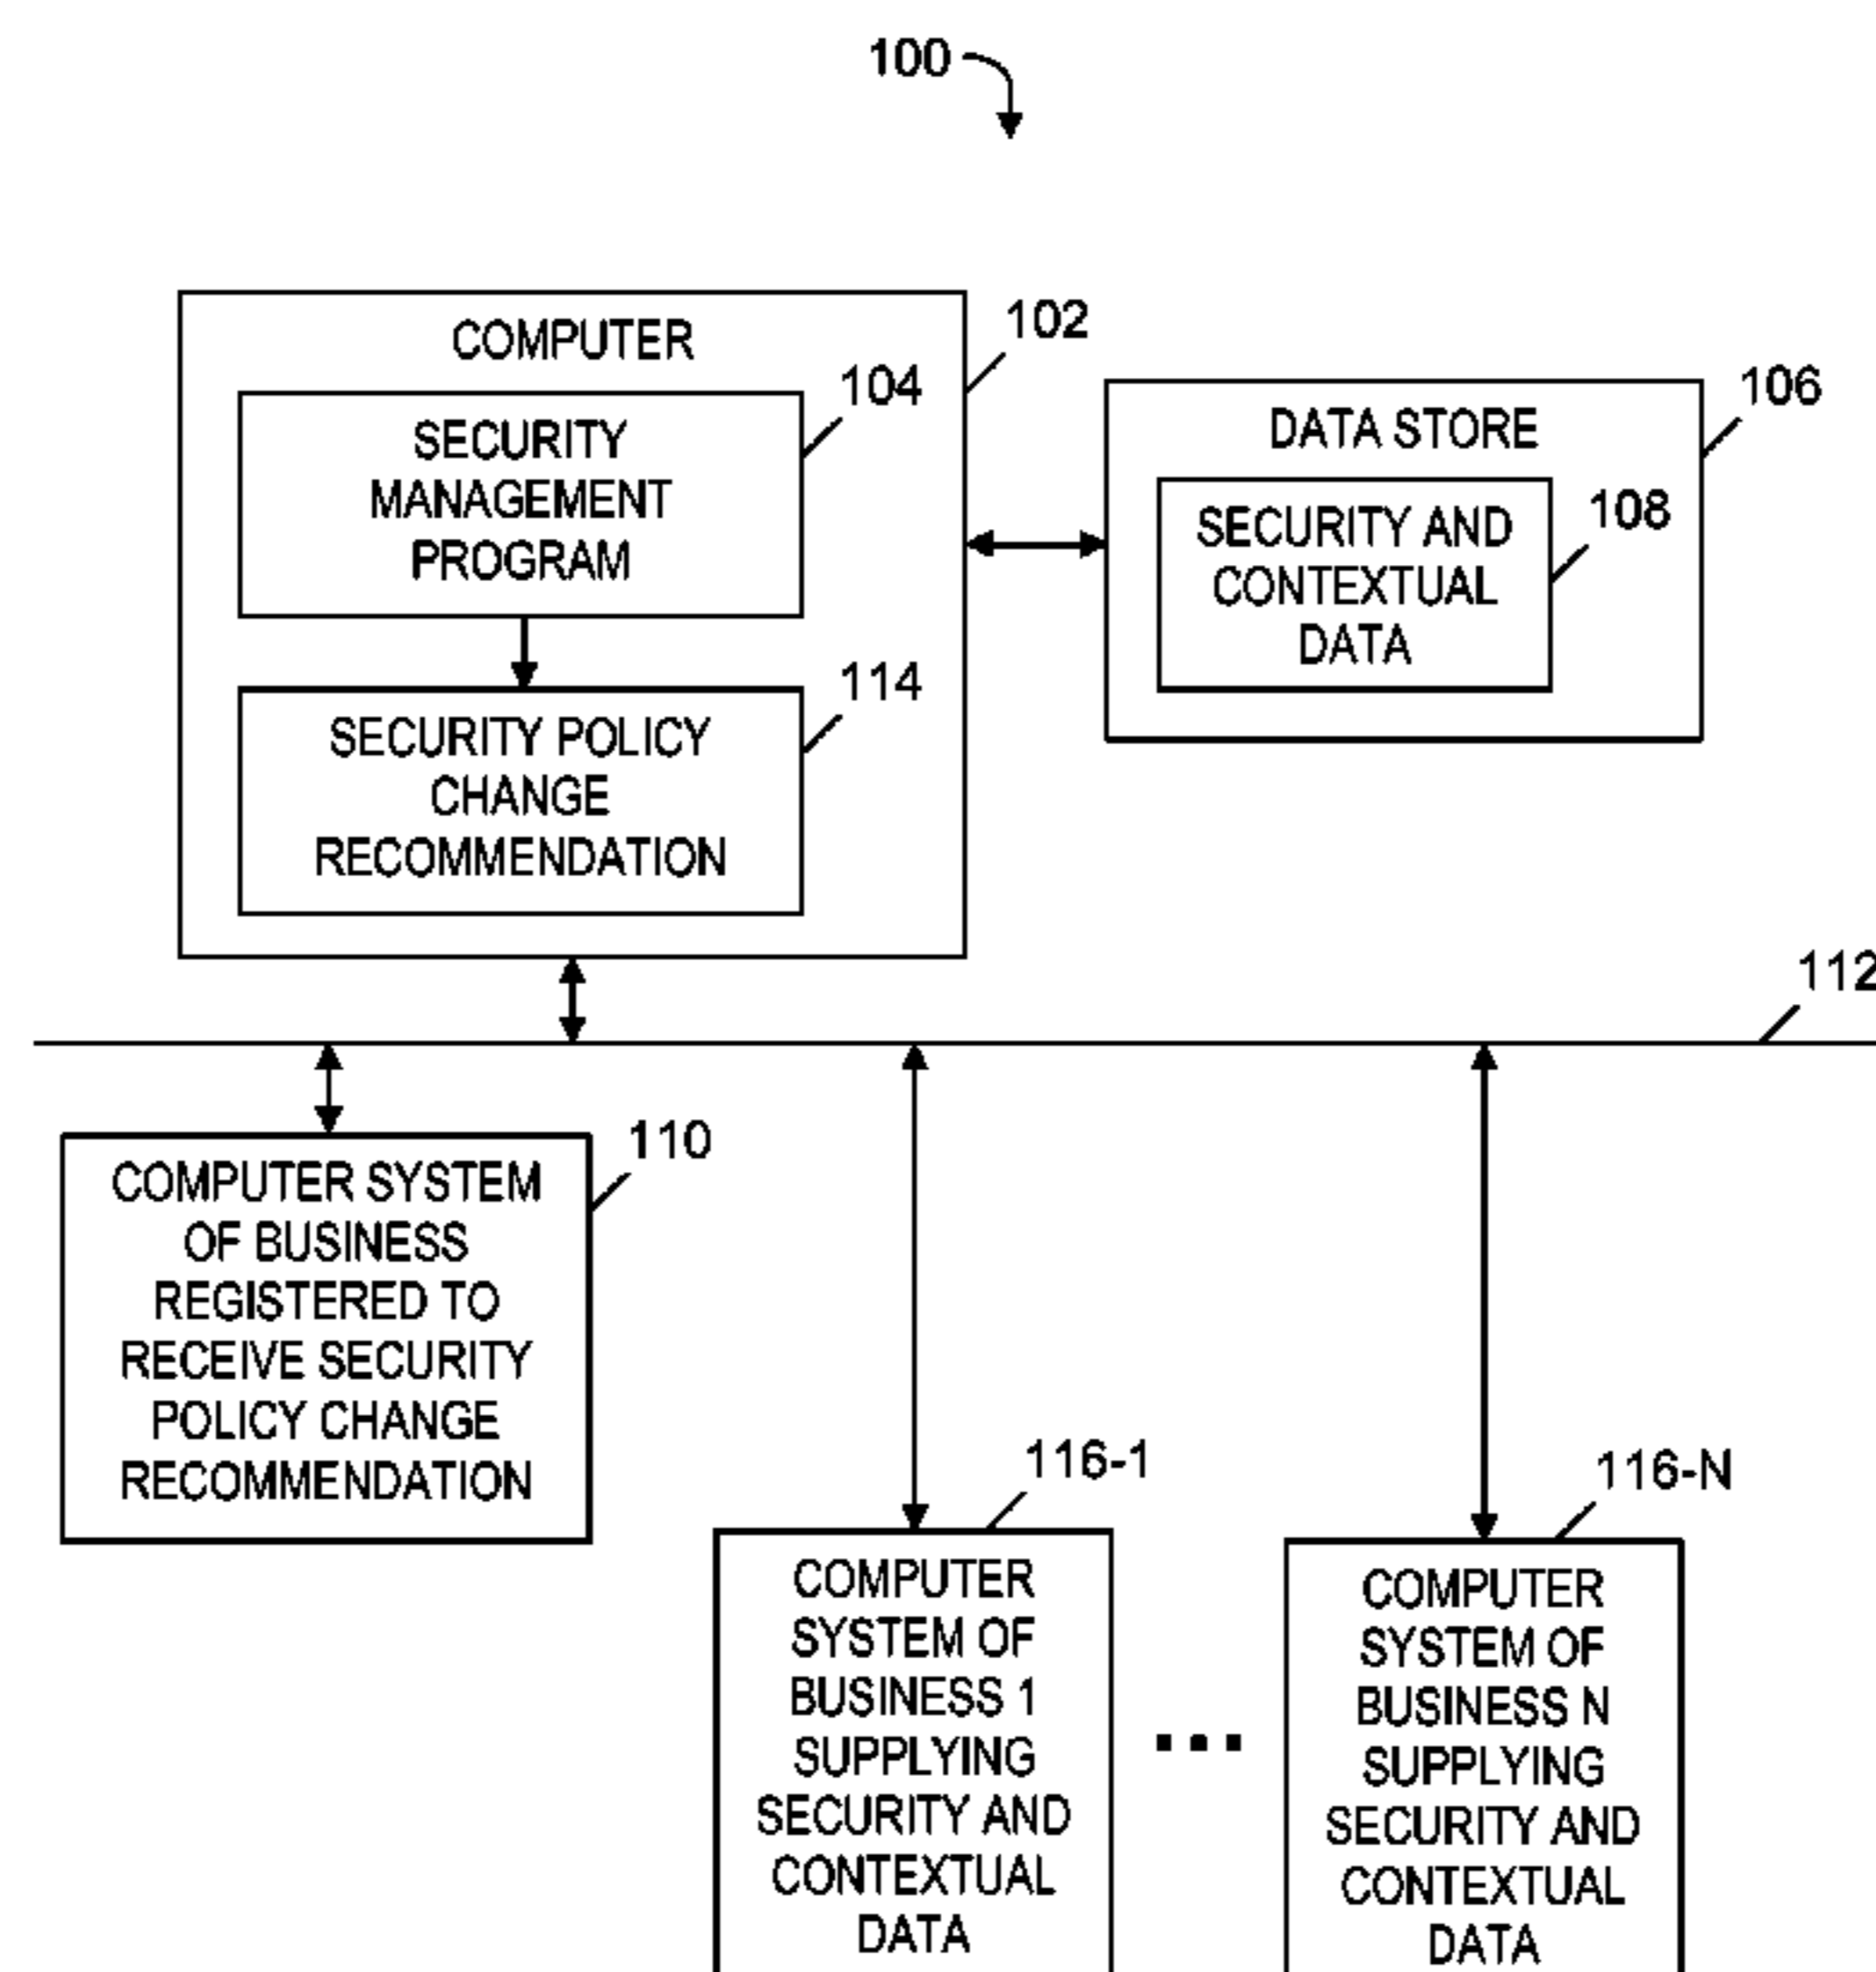 100
COMPUTER
102
SECURITY
MANAGEMENT
PROGRAM
104
SECURITY POLICY
CHANGE
RECOMMENDATION
114
DATA STORE
106
SECURITY AND
CONTEXTUAL
DATA
108
112
COMPUTER SYSTEM
OF BUSINESS
REGISTERED TO
RECEIVE SECURITY
POLICY CHANGE
RECOMMENDATION
110
116-1
COMPUTER
SYSTEM OF
BUSINESS 1
SUPPLYING
SECURITY AND
CONTEXTUAL
DATA
116-N
COMPUTER
SYSTEM OF
BUSINESS N
SUPPLYING
SECURITY AND
CONTEXTUAL
DATA